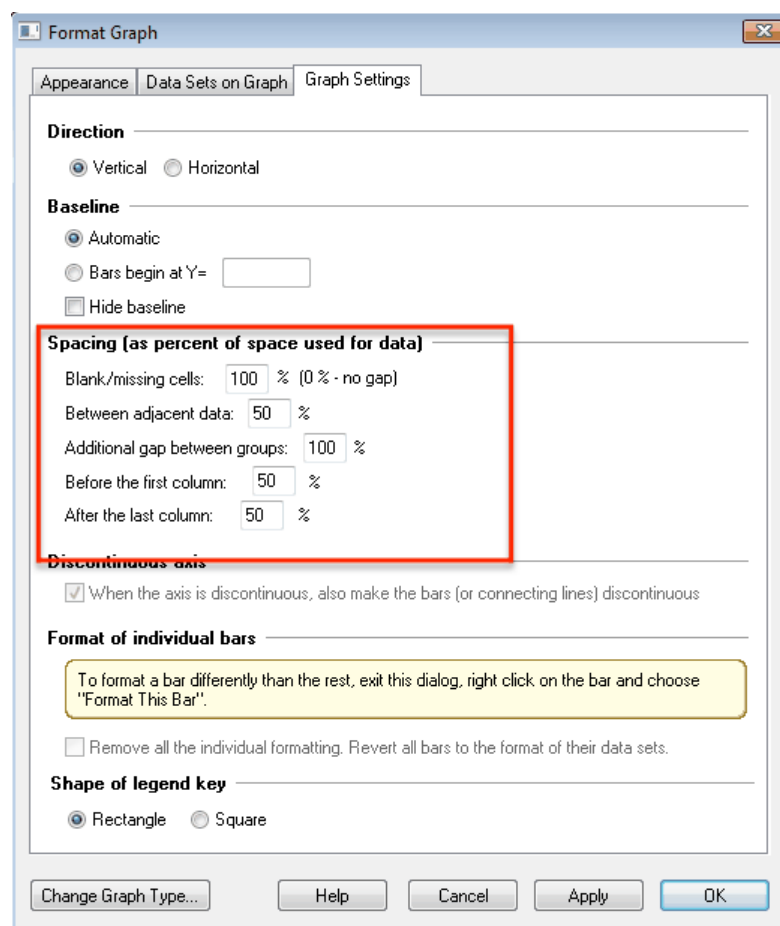 Format Graph
Appearance Data Sets on Graph Graph Settings
Direction
Vertical Horizontal
Baseline
Automatic
Bars begin at Y=
Hide baseline
Spacing (as percent of space used for data)
Blank/missing cells: 100 % (0 % - no gap)
Between adjacent data: 50 %
Additional gap between groups: 100 %
Before the first column: 50 %
After the last column: 50 %
Discontinuous axis
When the axis is discontinuous, also make the bars (or connecting lines) discontinuous
Format of individual bars
To format a bar differently than the rest, exit this dialog, right click on the bar and choose
"Format This Bar".
Remove all the individual formatting. Revert all bars to the format of their data sets.
Shape of legend key
Rectangle Square
Change Graph Type... Help Cancel Apply OK